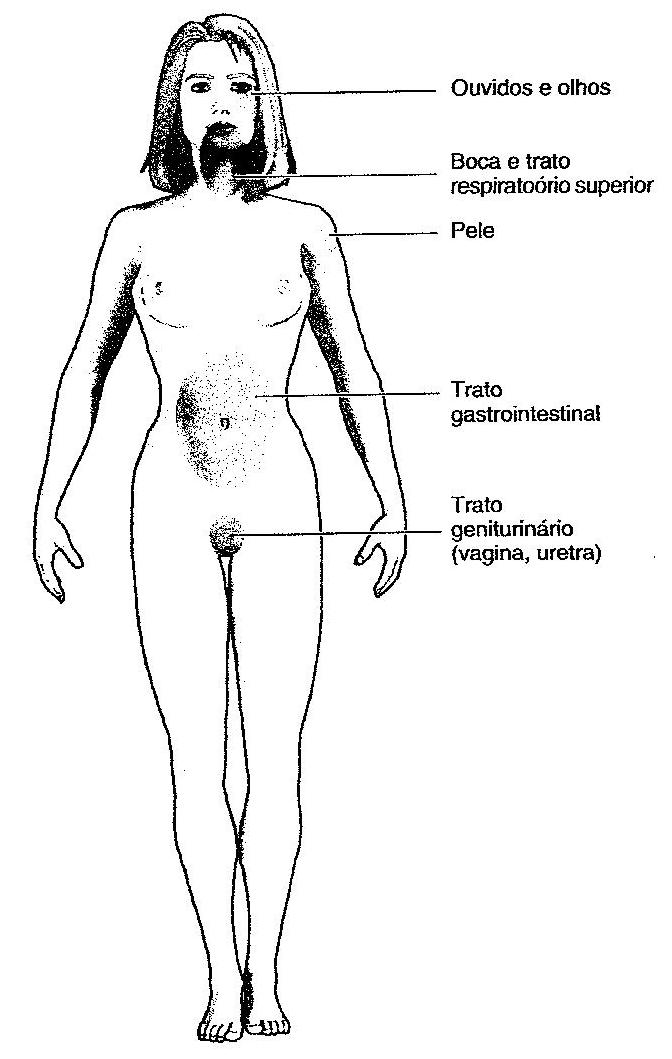 Ouvidos e olhos
Boca e trato
respiratoório superior
Pele
Trato
gastrointestinal
Trato
geniturinário
(vagina, uretra)